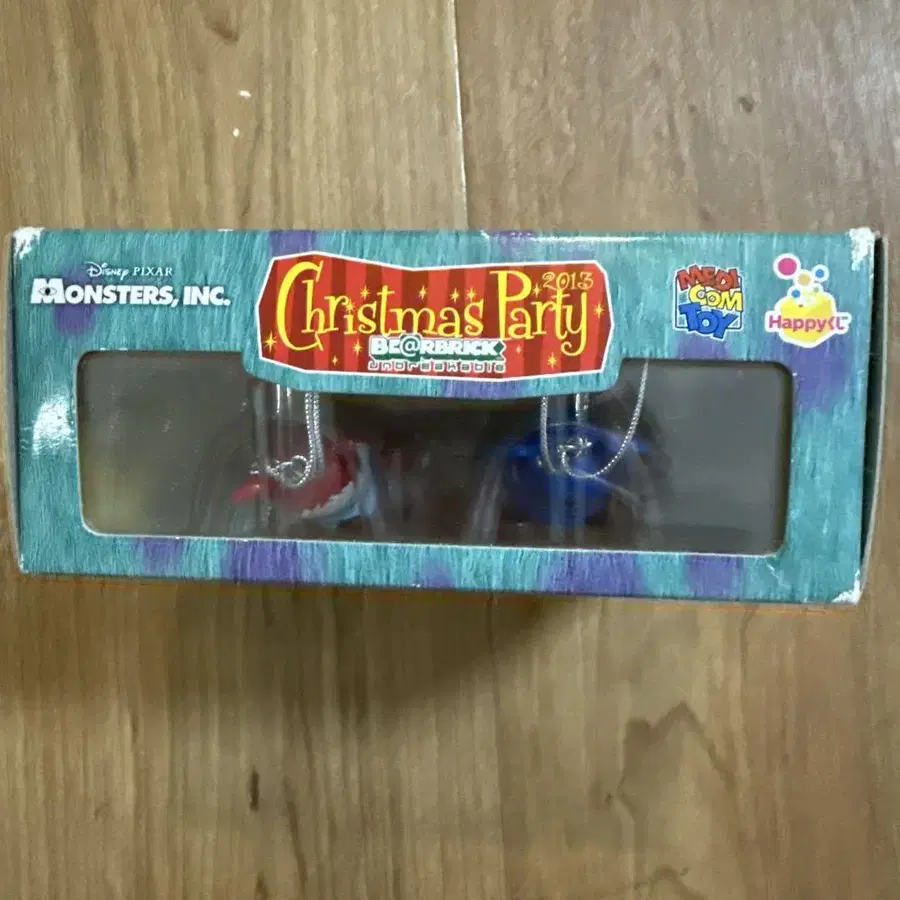 Disney PIXAR
MONSTERS, INC.
Christmas Party
2013
BE@RBRICK
unbreakable
MEDI
COM
TOY
Happyくじ